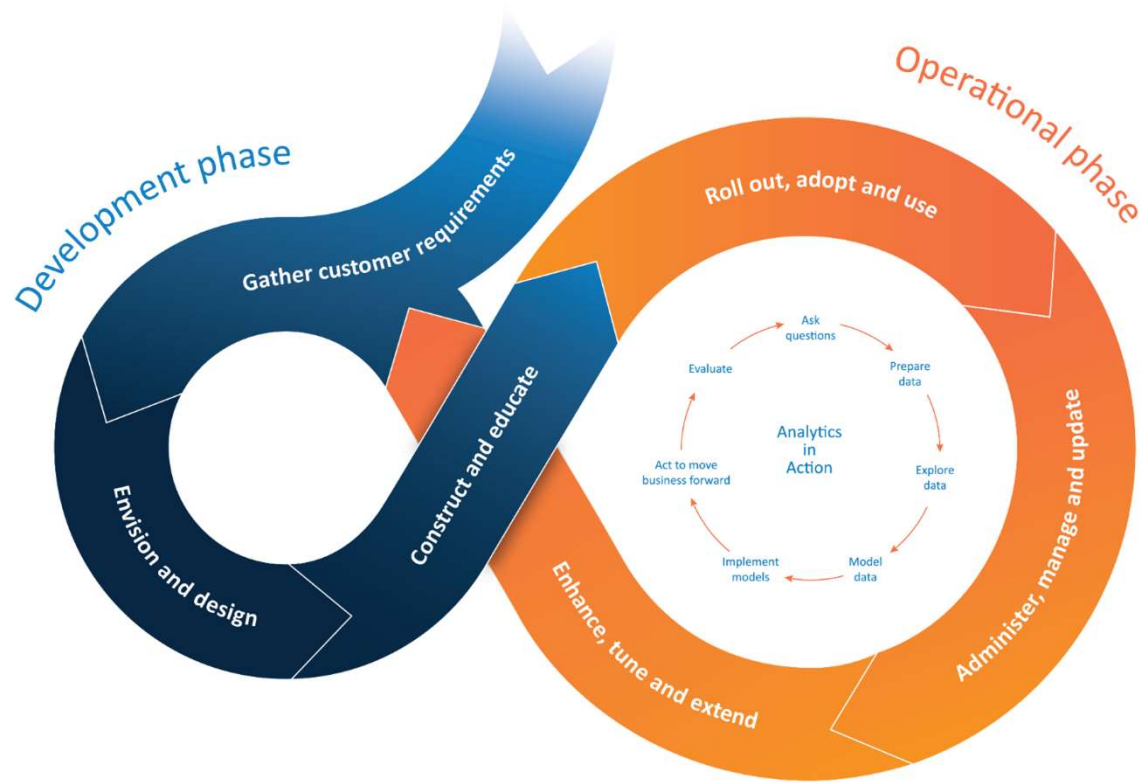 Development phase
Operational phase
Gather customer requirements
Envision and design
Construct and educate
Roll out, adopt and use
Administer, manage and update
Enhance, tune and extend
Analytics
in
Action
Ask
questions
Prepare
data
Explore
data
Model
data
Implement
models
Act to move
business forward
Evaluate